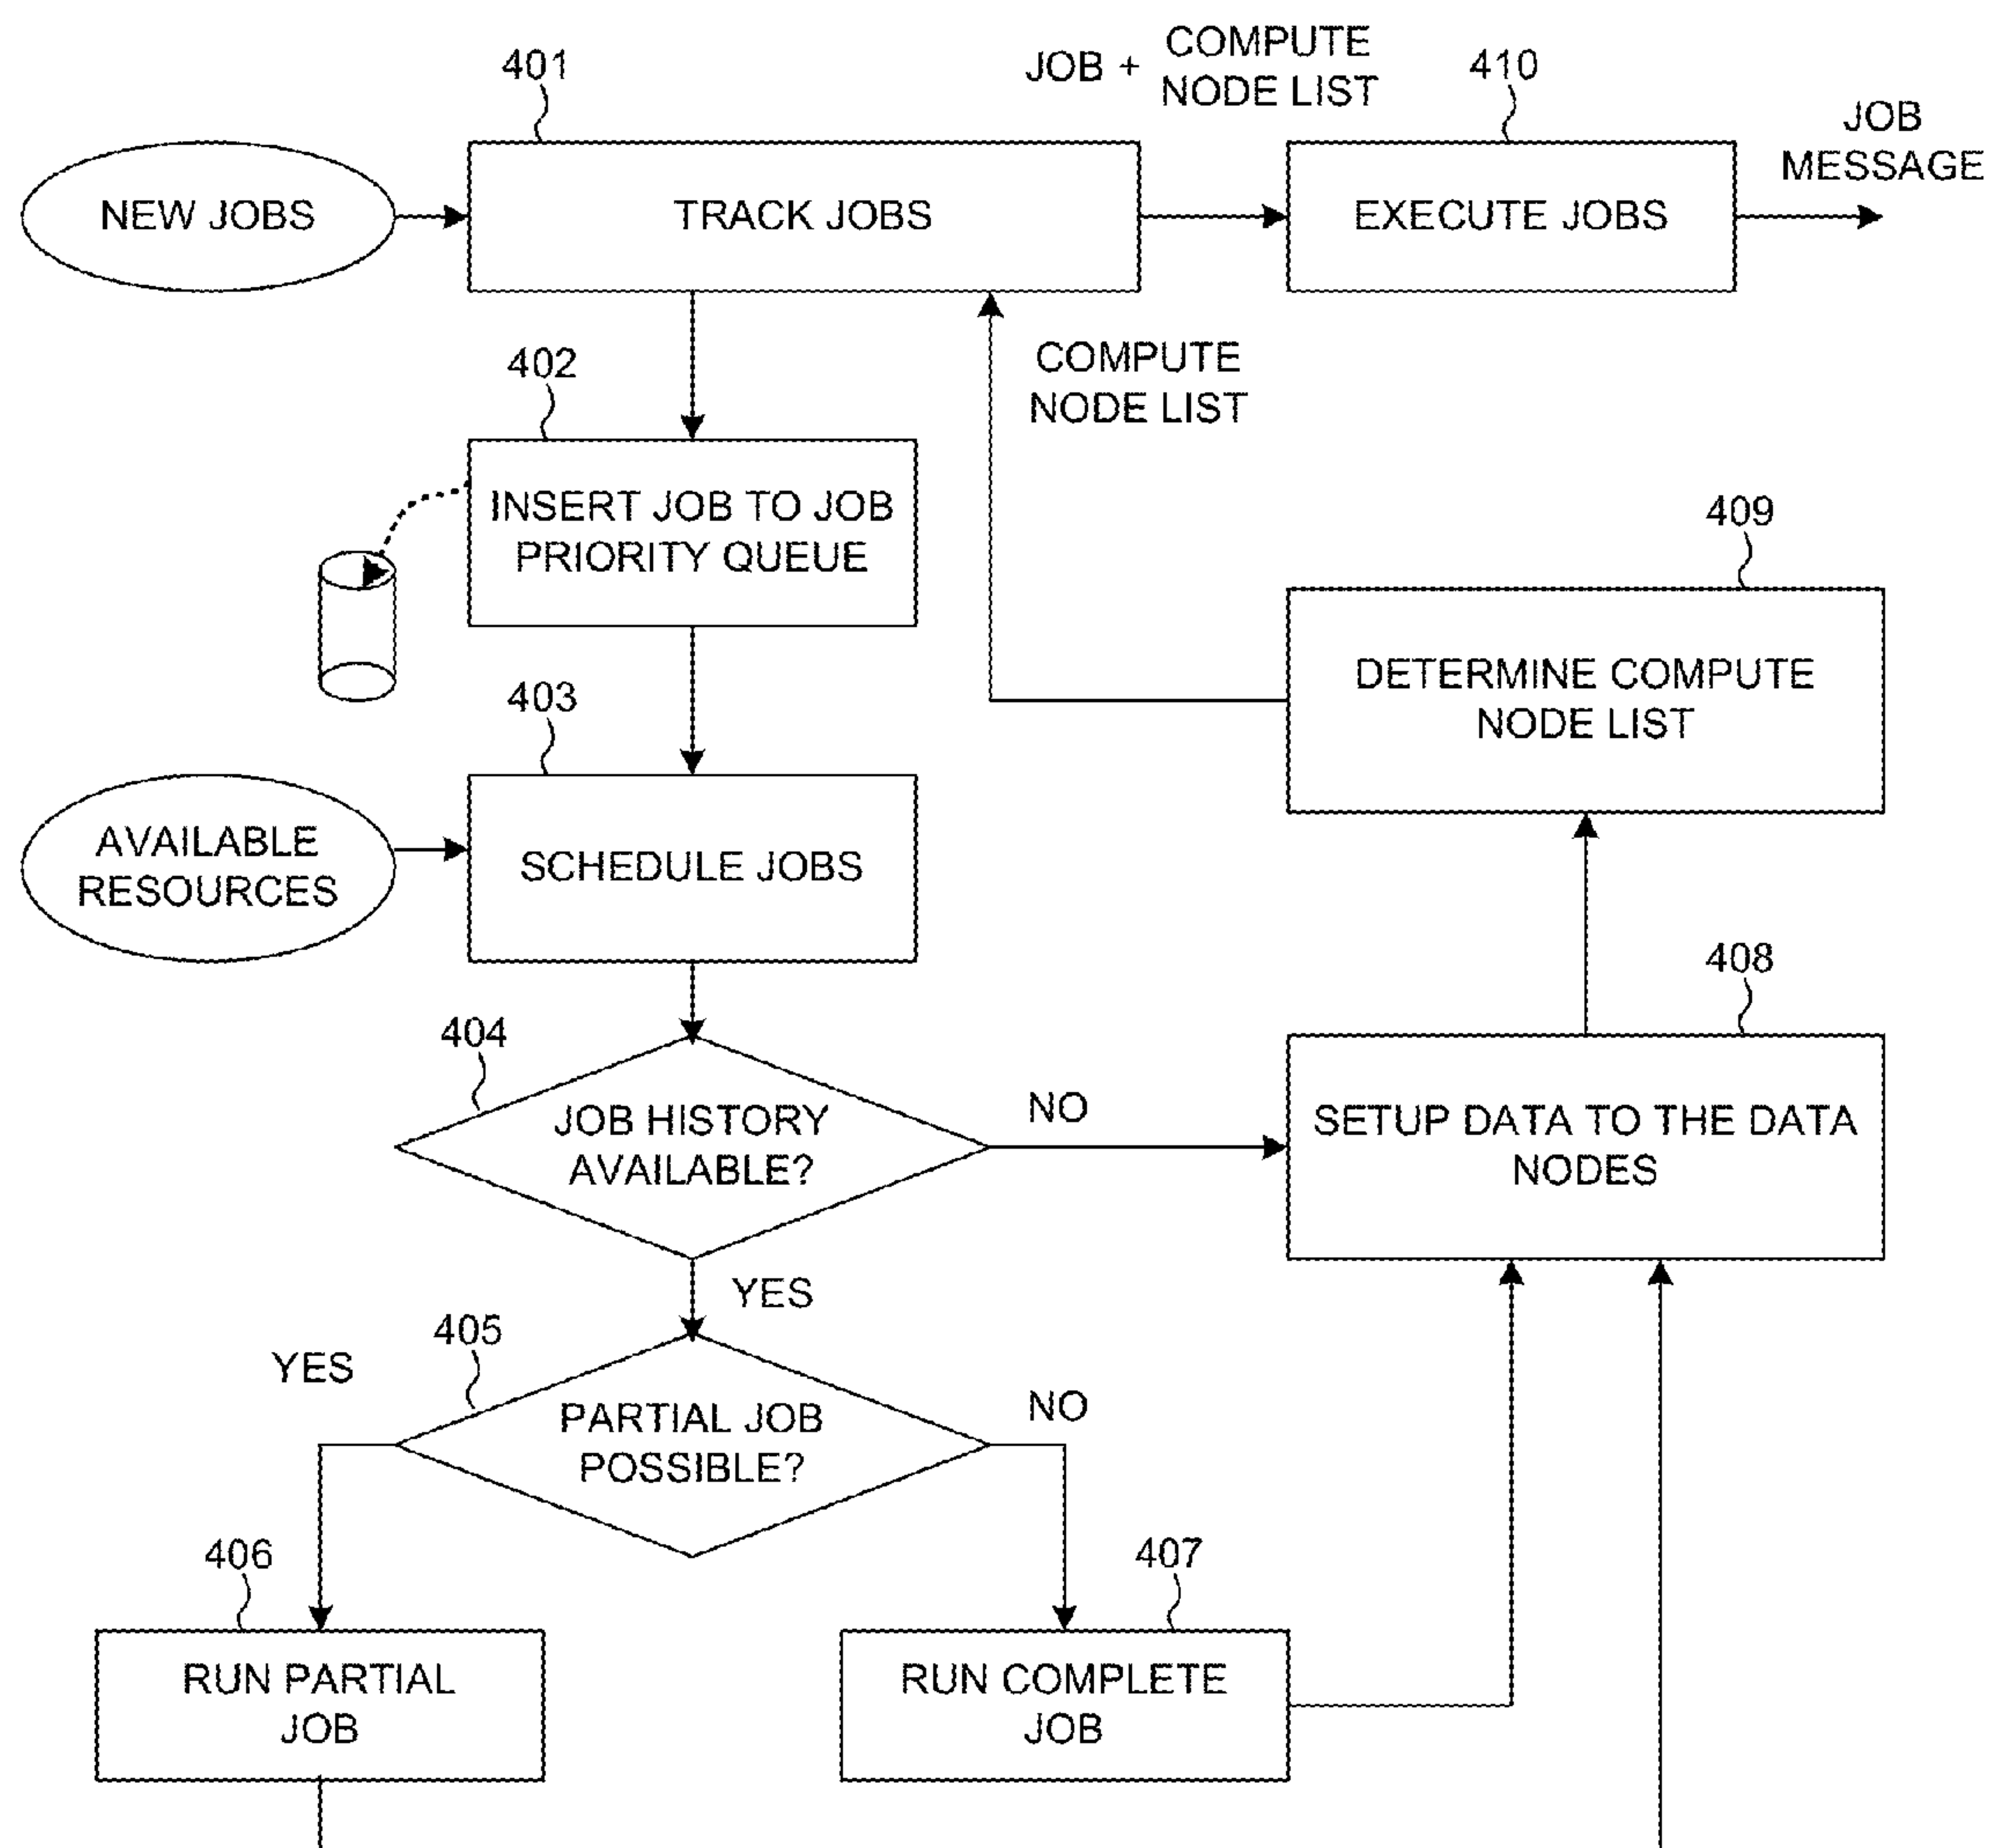 401
JOB +
COMPUTE
NODE LIST
410
JOB
MESSAGE
NEW JOBS
TRACK JOBS
EXECUTE JOBS
402
COMPUTE
NODE LIST
INSERT JOB TO JOB
PRIORITY QUEUE
409
DETERMINE COMPUTE
NODE LIST
403
AVAILABLE
RESOURCES
SCHEDULE JOBS
408
404
JOB HISTORY
AVAILABLE?
NO
SETUP DATA TO THE DATA
NODES
YES
405
YES
PARTIAL JOB
POSSIBLE?
NO
406
RUN PARTIAL
JOB
407
RUN COMPLETE
JOB